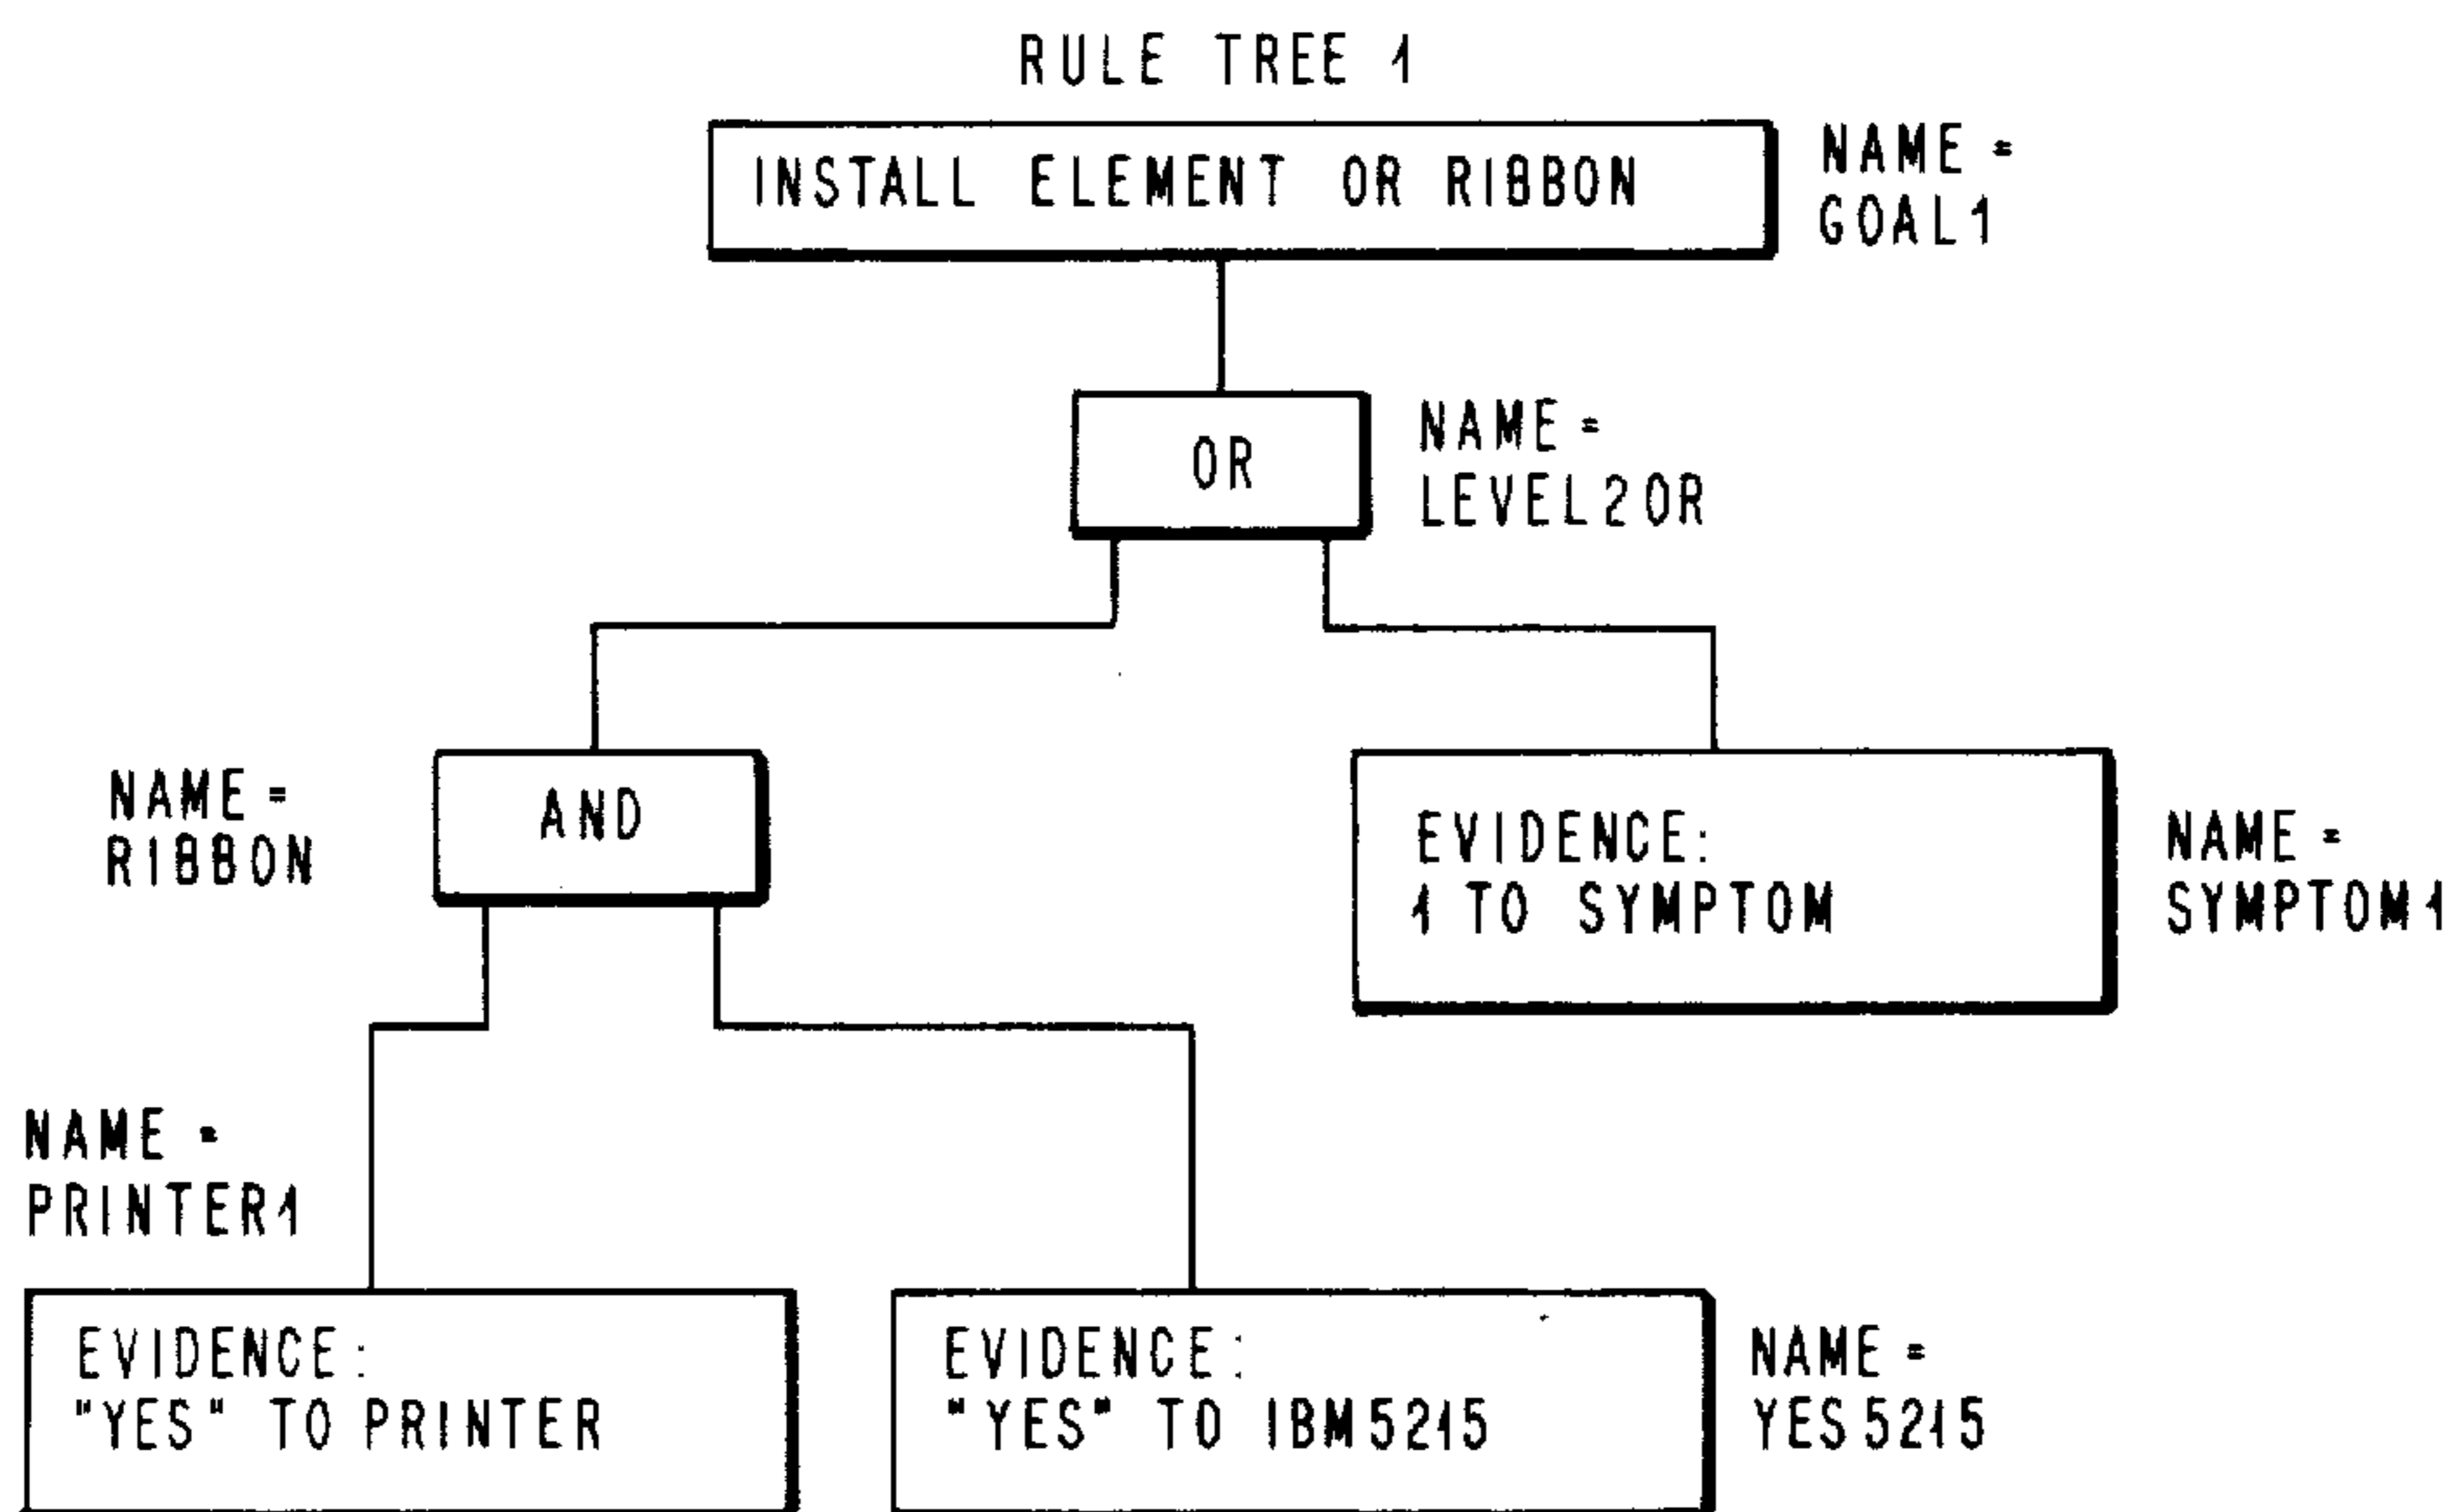 RULE TREE 1
INSTALL ELEMENT OR RIBBON
NAME =
GOAL1
OR
NAME =
LEVEL2OR
NAME =
RIBBON
AND
EVIDENCE:
1 TO SYMPTOM
NAME =
SYMPTOM1
NAME =
PRINTER1
EVIDENCE:
"YES" TO PRINTER
EVIDENCE:
"YES" TO IBM5215
NAME =
YES5215